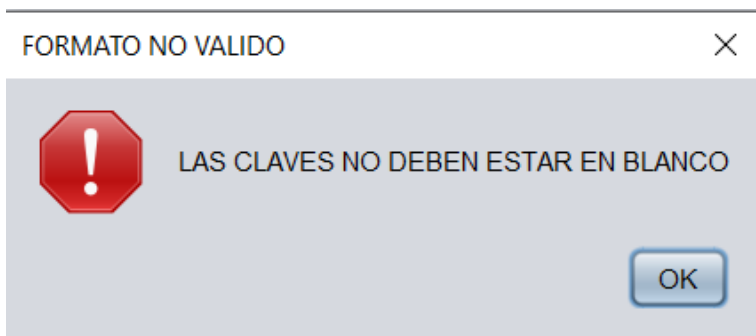 FORMATO NO VALIDO
LAS CLAVES NO DEBEN ESTAR EN BLANCO
OK